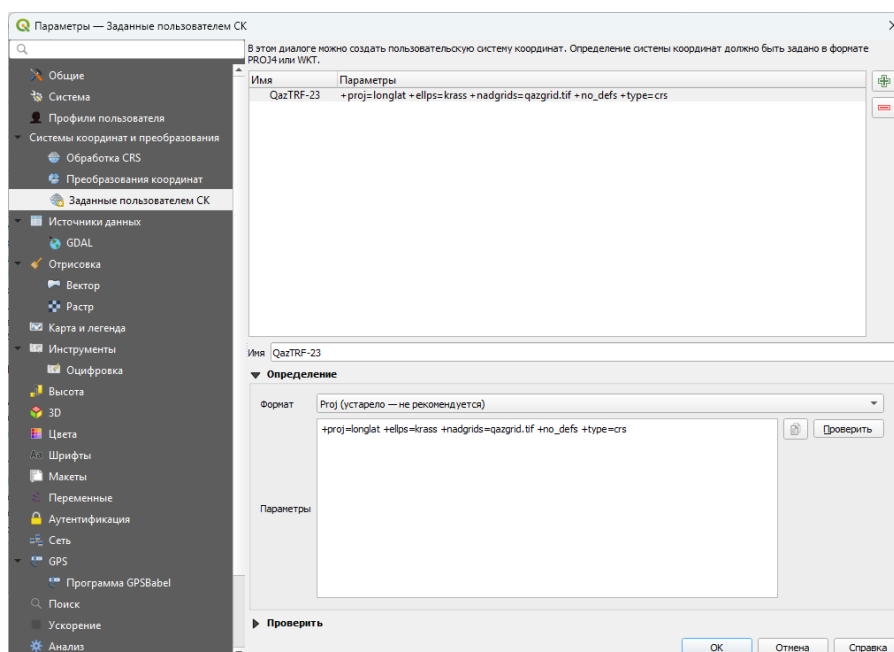 Параметры — Заданные пользователем СК
В этом диалоге можно создать пользовательскую систему координат. Определение системы координат должно быть задано в формате
PROJ4 или WKT.
Общие
Система
Профили пользователя
Системы координат и преобразования
Обработка CRS
Преобразования координат
Заданные пользователем СК
Источники данных
GDAL
Отрисовка
Вектор
Растр
Карта и легенда
Инструменты
Оцифровка
Высота
3D
Цвета
Шрифты
Макеты
Переменные
Аутентификация
Сеть
GPS
Программа GPSBabel
Поиск
Ускорение
Анализ
Имя Параметры
QazTRF-23 +proj=longlat +ellps=krass +nadgrids=qazgrid.tif +no_defs +type=crs
Имя QazTRF-23
Определение
Формат Proj (устарело — не рекомендуется)
Параметры +proj=longlat +ellps=krass +nadgrids=qazgrid.tif +no_defs +type=crs
Проверить
Проверить
OK Отмена Справка